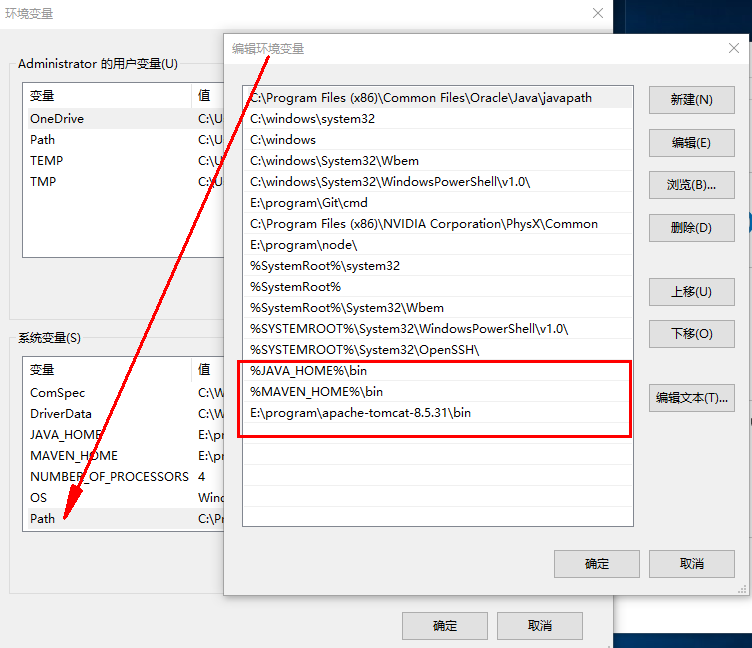 环境变量
Administrator 的用户变量(U)
变量 值
OneDrive C:\U
Path C:\U
TEMP C:\U
TMP C:\U
系统变量(S)
变量 值
ComSpec C:\W
DriverData C:\W
JAVA_HOME E:\pr
MAVEN_HOME E:\pr
NUMBER_OF_PROCESSORS 4
OS Wind
Path C:\Pr
确定 取消
编辑环境变量
C:\Program Files (x86)\Common Files\Oracle\Java\javapath
C:\windows\system32
C:\windows
C:\windows\System32\Wbem
C:\windows\System32\WindowsPowerShell\v1.0\
E:\program\Git\cmd
C:\Program Files (x86)\NVIDIA Corporation\PhysX\Common
E:\program\node\
%SystemRoot%\system32
%SystemRoot%
%SystemRoot%\System32\Wbem
%SYSTEMROOT%\System32\WindowsPowerShell\v1.0\
%SYSTEMROOT%\System32\OpenSSH\
%JAVA_HOME%\bin
%MAVEN_HOME%\bin
E:\program\apache-tomcat-8.5.31\bin
新建(N)
编辑(E)
浏览(B)...
删除(D)
上移(U)
下移(O)
编辑文本(T)...
确定 取消